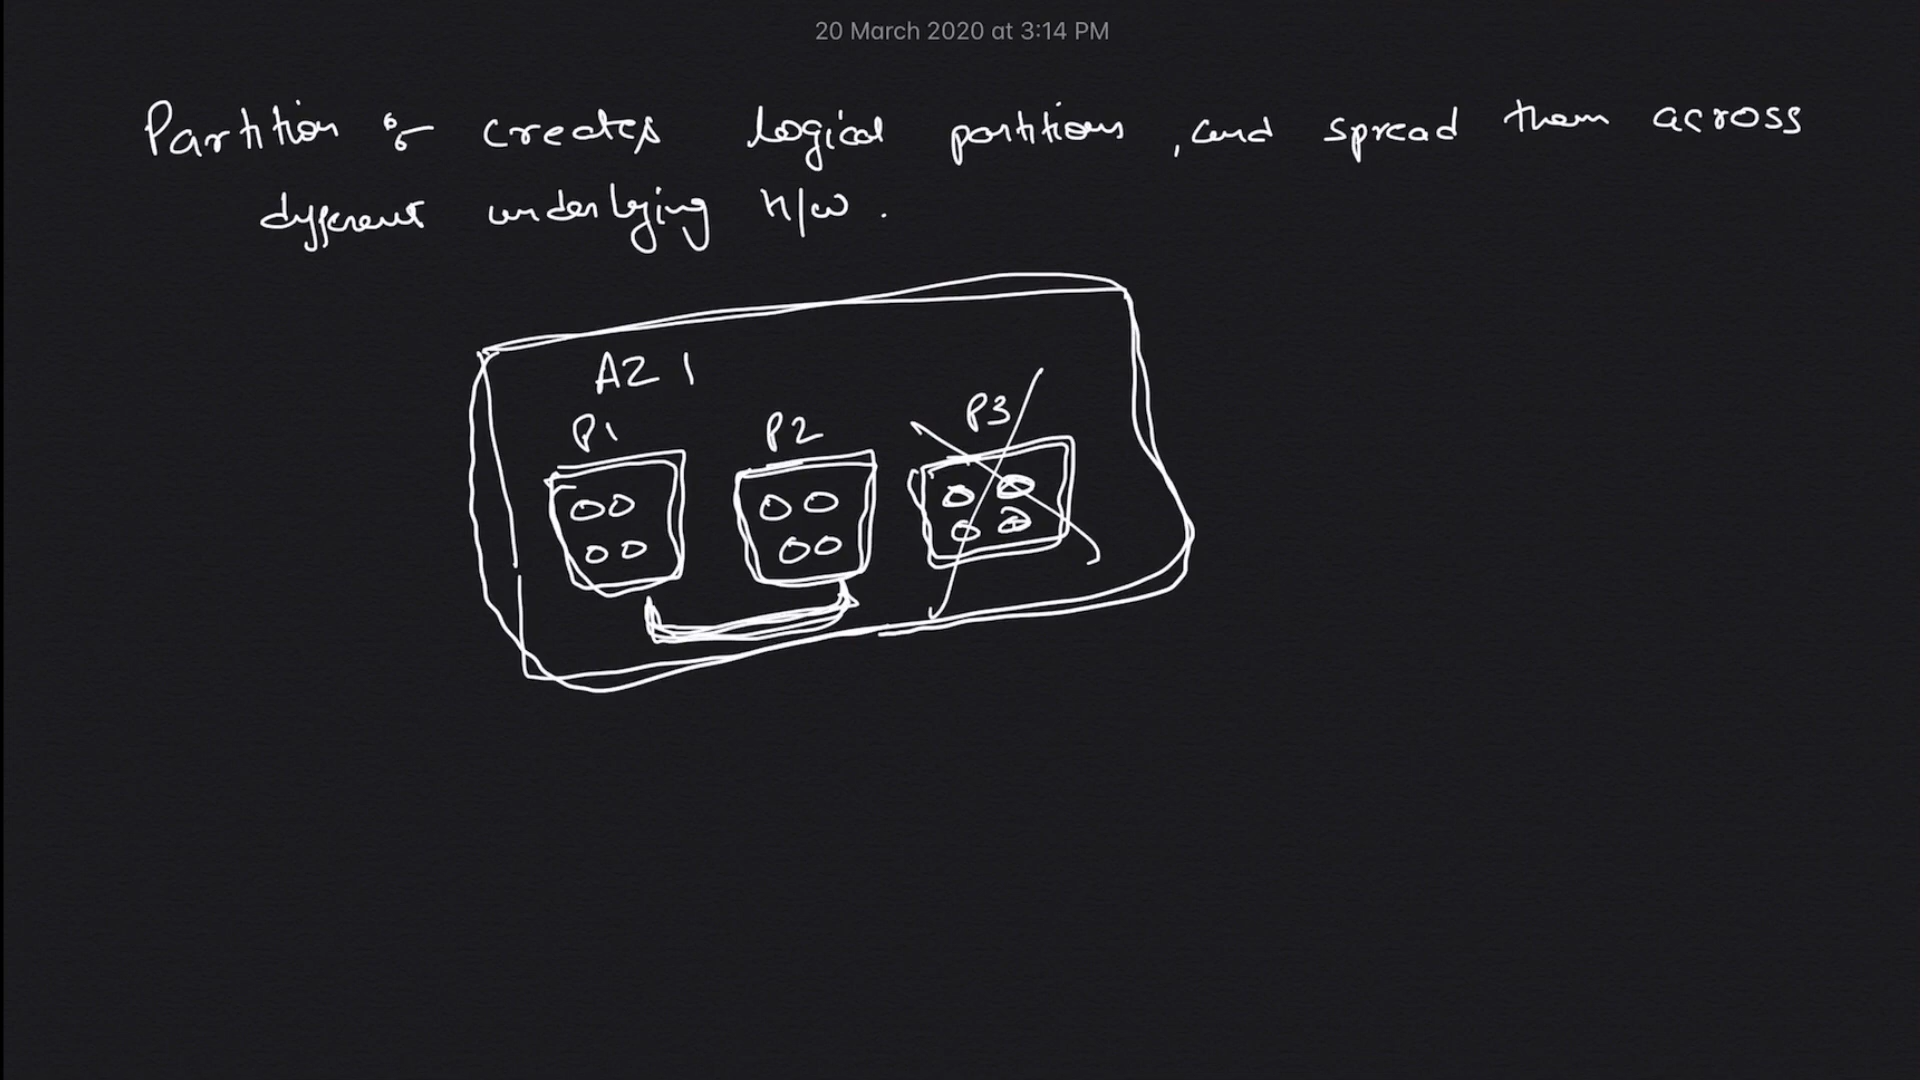 20 March 2020 at 3:14 PM
Partition :- creates logical partitions, and spread them across
different underlying h/w.
AZ 1
P1 P2 P3